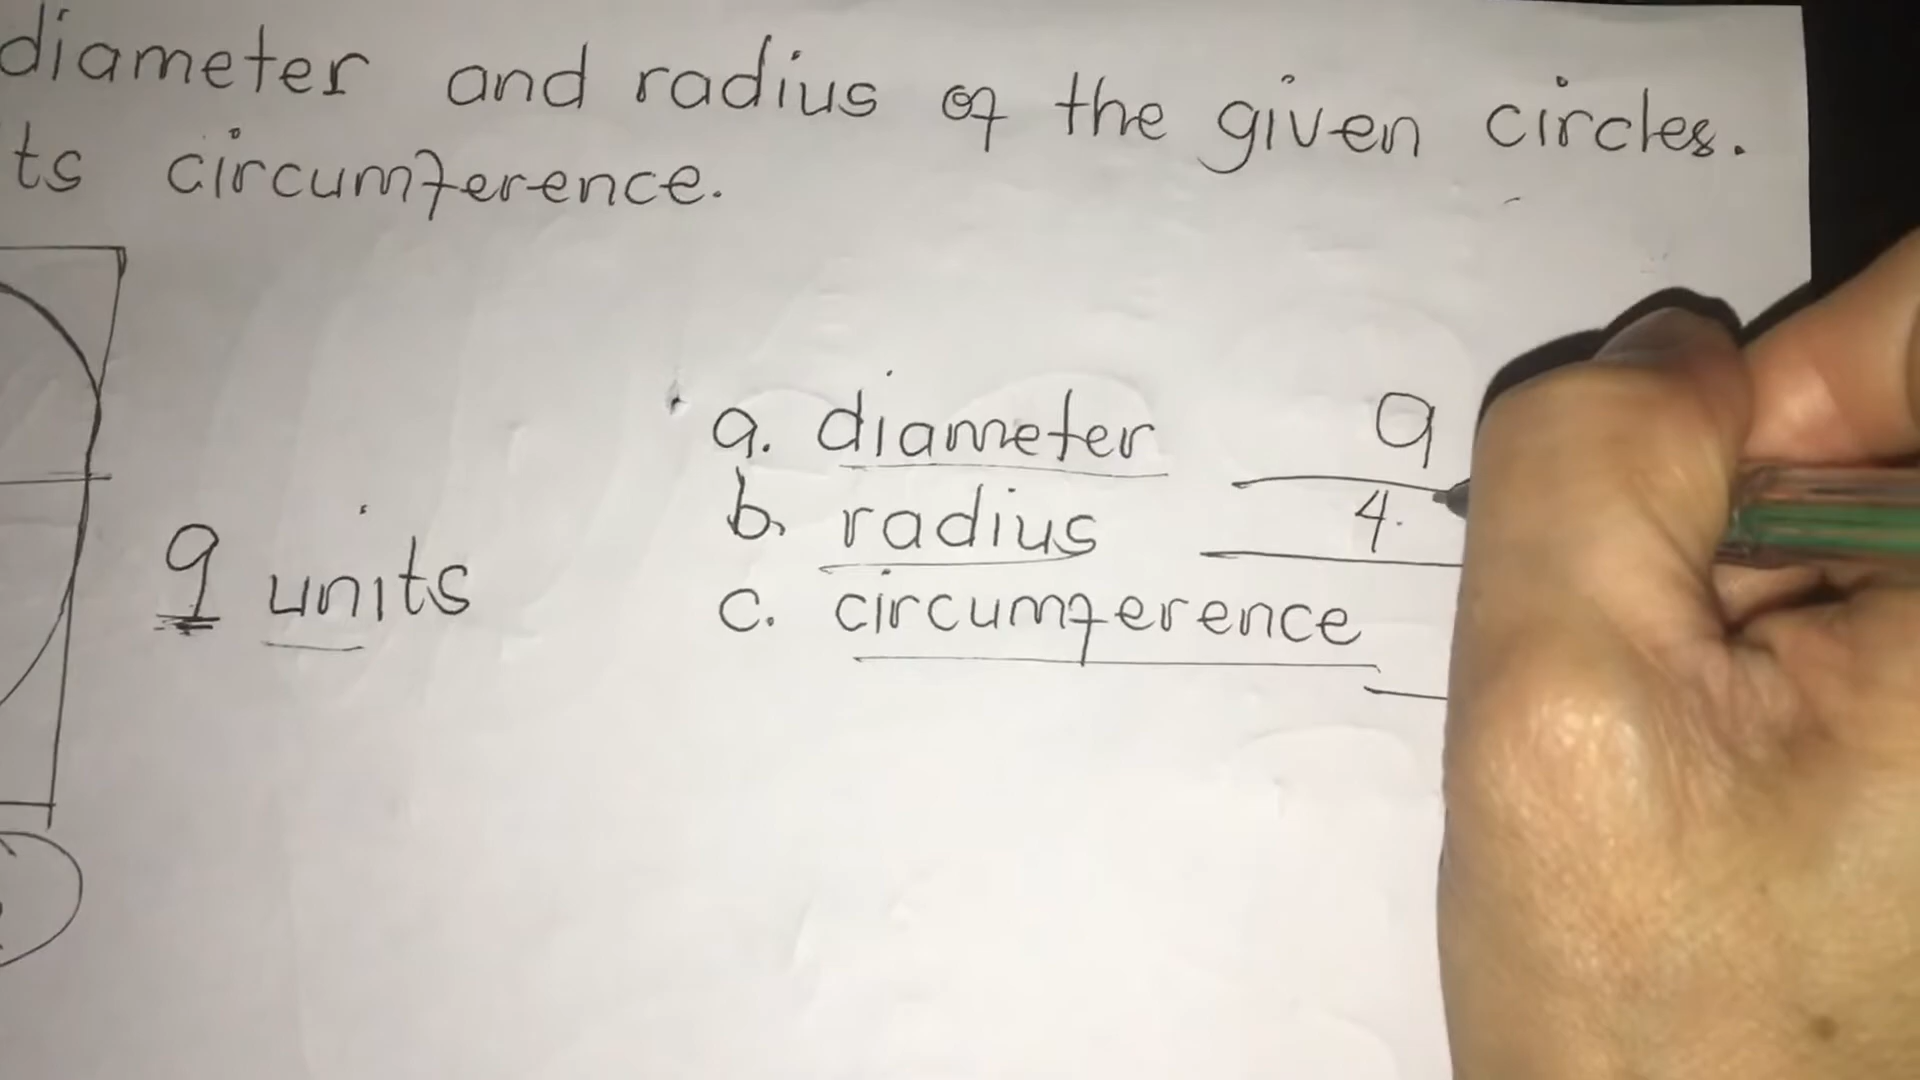 diameter and radius of the given circles.
ts circumference.
a. diameter 9
b. radius 4.
c. circumference
9 units